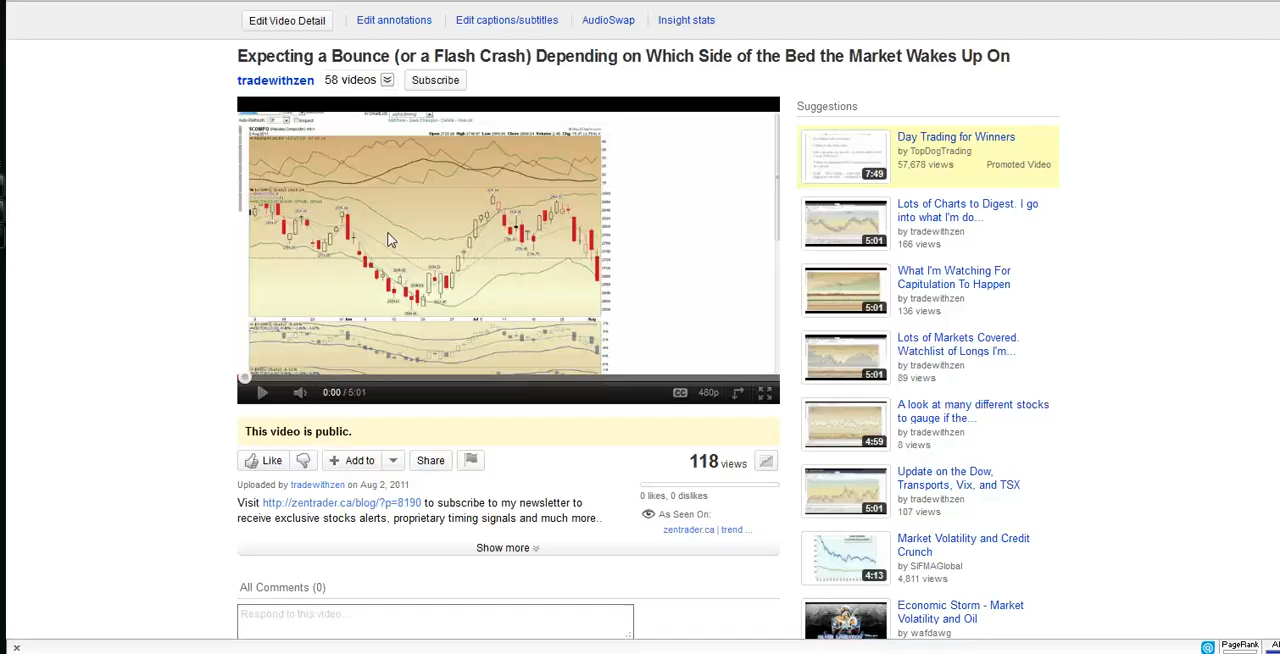 Edit Video Detail
Edit annotations
Edit captions/subtitles
AudioSwap
Insight stats
Expecting a Bounce (or a Flash Crash) Depending on Which Side of the Bed the Market Wakes Up On
tradewithzen 58 videos Subscribe
0:00 / 5:01
CC 480p
This video is public.
Like
Add to
Share
118 views
Uploaded by tradewithzen on Aug 2, 2011
0 likes, 0 dislikes
Visit http://zentrader.ca/blog/?p=8190 to subscribe to my newsletter to
receive exclusive stocks alerts, proprietary timing signals and much more..
As Seen On:
zentrader.ca | trend ...
Show more
All Comments (0)
Respond to this video...
Suggestions
Day Trading for Winners
by TopDogTrading
57,678 views Promoted Video
7:49
Lots of Charts to Digest. I go
into what I'm do...
by tradewithzen
166 views
5:01
What I'm Watching For
Capitulation To Happen
by tradewithzen
136 views
5:01
Lots of Markets Covered.
Watchlist of Longs I'm...
by tradewithzen
89 views
5:01
A look at many different stocks
to gauge if the...
by tradewithzen
8 views
4:59
Update on the Dow,
Transports, Vix, and TSX
by tradewithzen
107 views
5:01
Market Volatility and Credit
Crunch
by SIFMAGlobal
4,811 views
4:13
Economic Storm - Market
Volatility and Oil
by wafdawg
PageRank